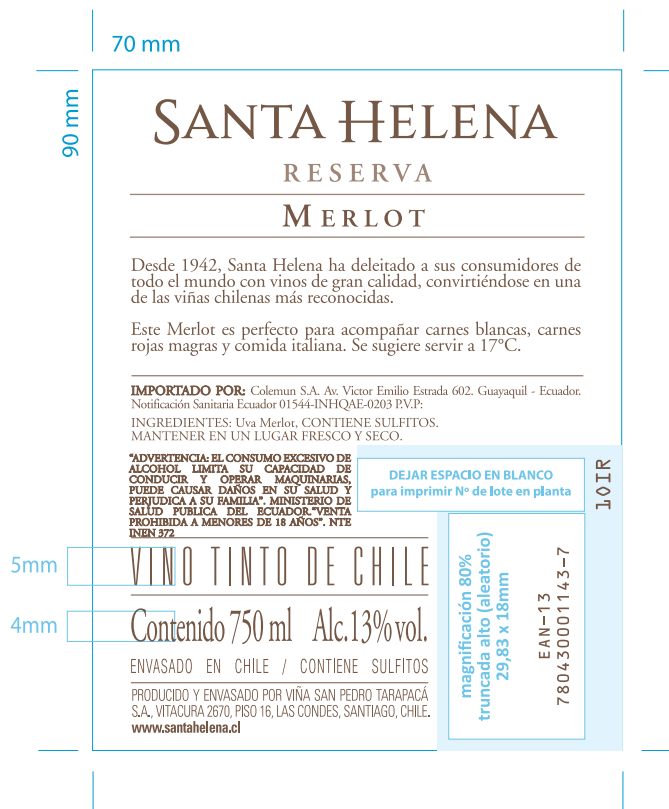 70 mm
90 mm
SANTA HELENA
RESERVA
MERLOT
Desde 1942, Santa Helena ha deleitado a sus consumidores de
todo el mundo con vinos de gran calidad, convirtiéndose en una
de las viñas chilenas más reconocidas.
Este Merlot es perfecto para acompañar carnes blancas, carnes
rojas magras y comida italiana. Se sugiere servir a 17°C.
IMPORTADO POR: Colemun S.A. Av. Victor Emilio Estrada 602. Guayaquil - Ecuador.
Notificación Sanitaria Ecuador 01544-INHQAE-0203 P.V.P:
INGREDIENTES: Uva Merlot, CONTIENE SULFITOS.
MANTENER EN UN LUGAR FRESCO Y SECO.
"ADVERTENCIA: EL CONSUMO EXCESIVO DE
ALCOHOL LIMITA SU CAPACIDAD DE
CONDUCIR Y OPERAR MAQUINARIAS,
PUEDE CAUSAR DAÑOS EN SU SALUD Y
PERJUDICA A SU FAMILIA". MINISTERIO DE
SALUD PUBLICA DEL ECUADOR."VENTA
PROHIBIDA A MENORES DE 18 AÑOS". NTE
INEN 372
DEJAR ESPACIO EN BLANCO
para imprimir Nº de lote en planta
10IR
5mm
VINO TINTO DE CHILE
4mm
Contenido 750 ml Alc.13% vol.
ENVASADO EN CHILE / CONTIENE SULFITOS
PRODUCIDO Y ENVASADO POR VIÑA SAN PEDRO TARAPACÁ
S.A., VITACURA 2670, PISO 16, LAS CONDES, SANTIAGO, CHILE.
www.santahelena.cl
magnificación 80%
truncada alto (aleatorio)
29,83 x 18mm
EAN-13
780430001143-7